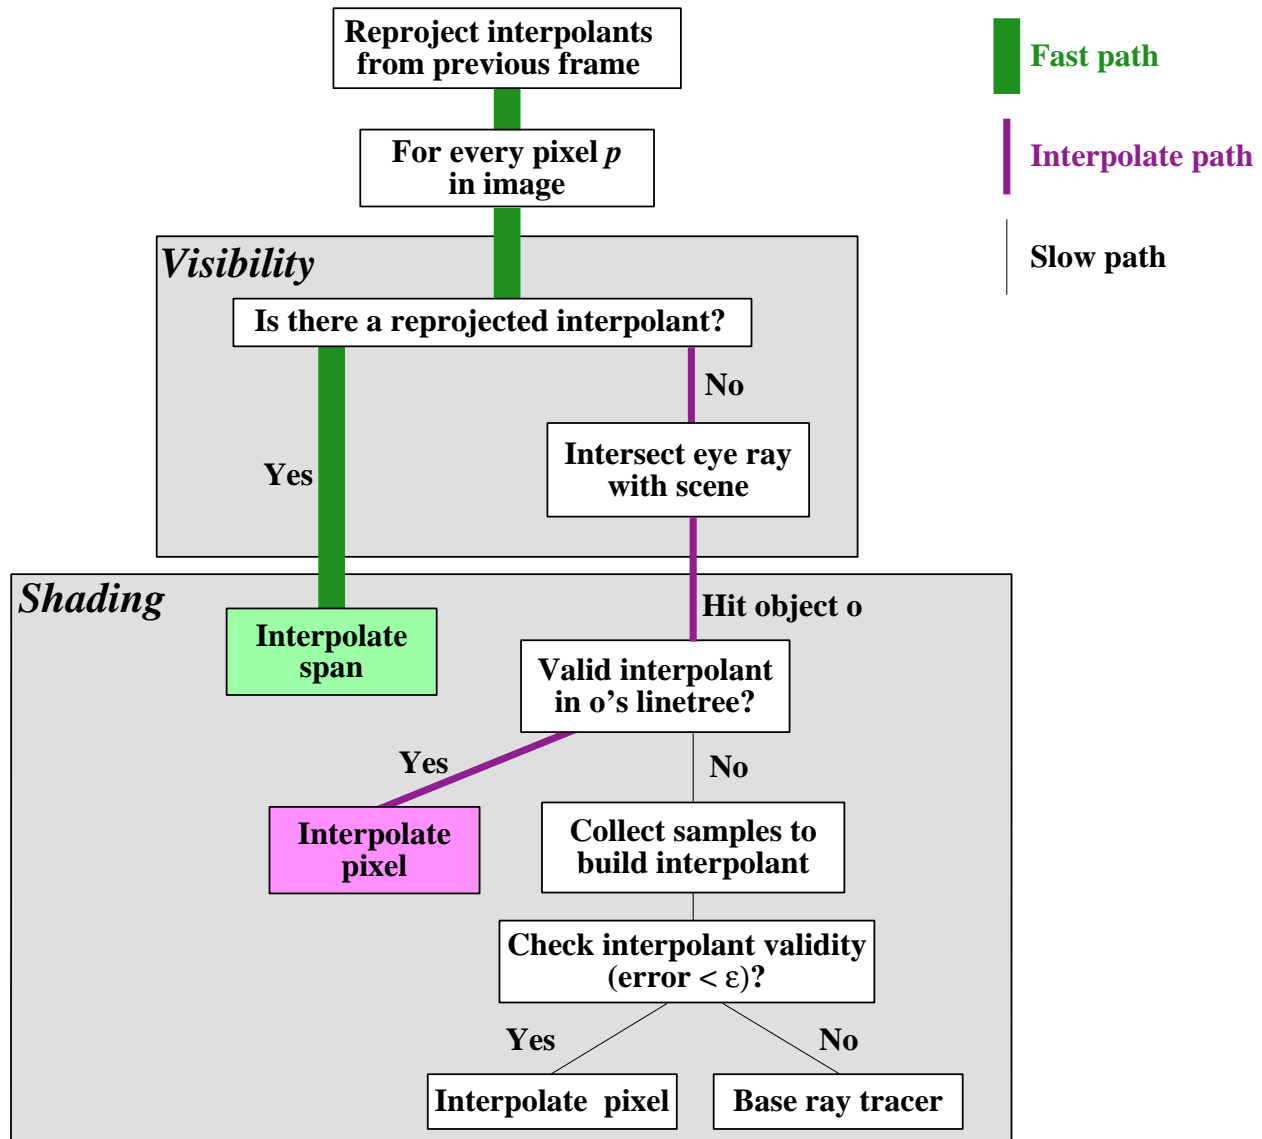 Reproject interpolants
from previous frame
Fast path
For every pixel p
in image
Interpolate path
Slow path
Visibility
Is there a reprojected interpolant?
No
Yes
Intersect eye ray
with scene
Shading
Hit object o
Interpolate
span
Valid interpolant
in o’s linetree?
Yes
No
Interpolate
pixel
Collect samples to
build interpolant
Check interpolant validity
(error < ε)?
Yes
No
Interpolate pixel
Base ray tracer